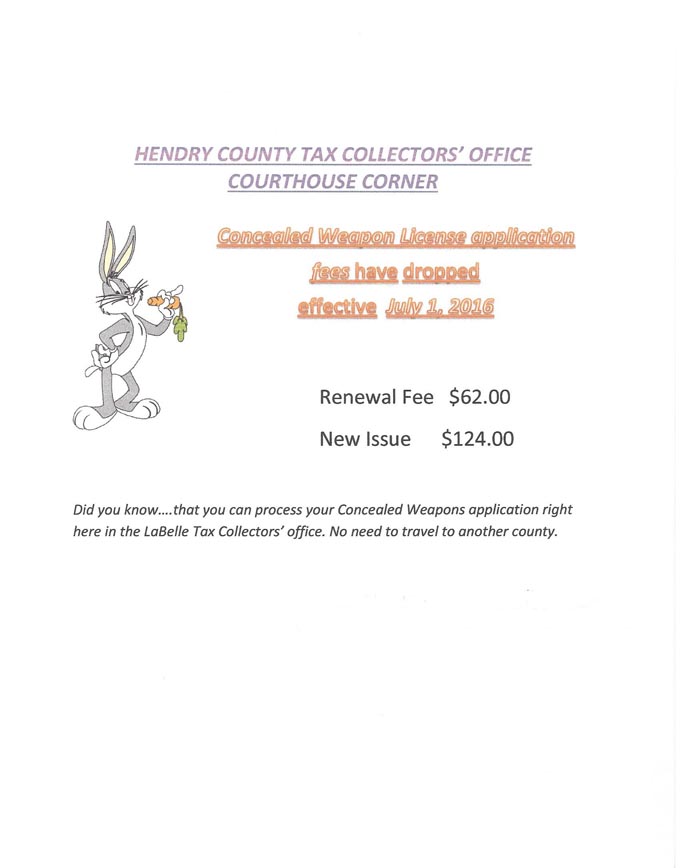 HENDRY COUNTY TAX COLLECTORS' OFFICE
COURTHOUSE CORNER
Concealed Weapon License application
fees have dropped
effective July 1, 2016
Renewal Fee $62.00
New Issue $124.00
Did you know....that you can process your Concealed Weapons application right
here in the LaBelle Tax Collectors' office. No need to travel to another county.